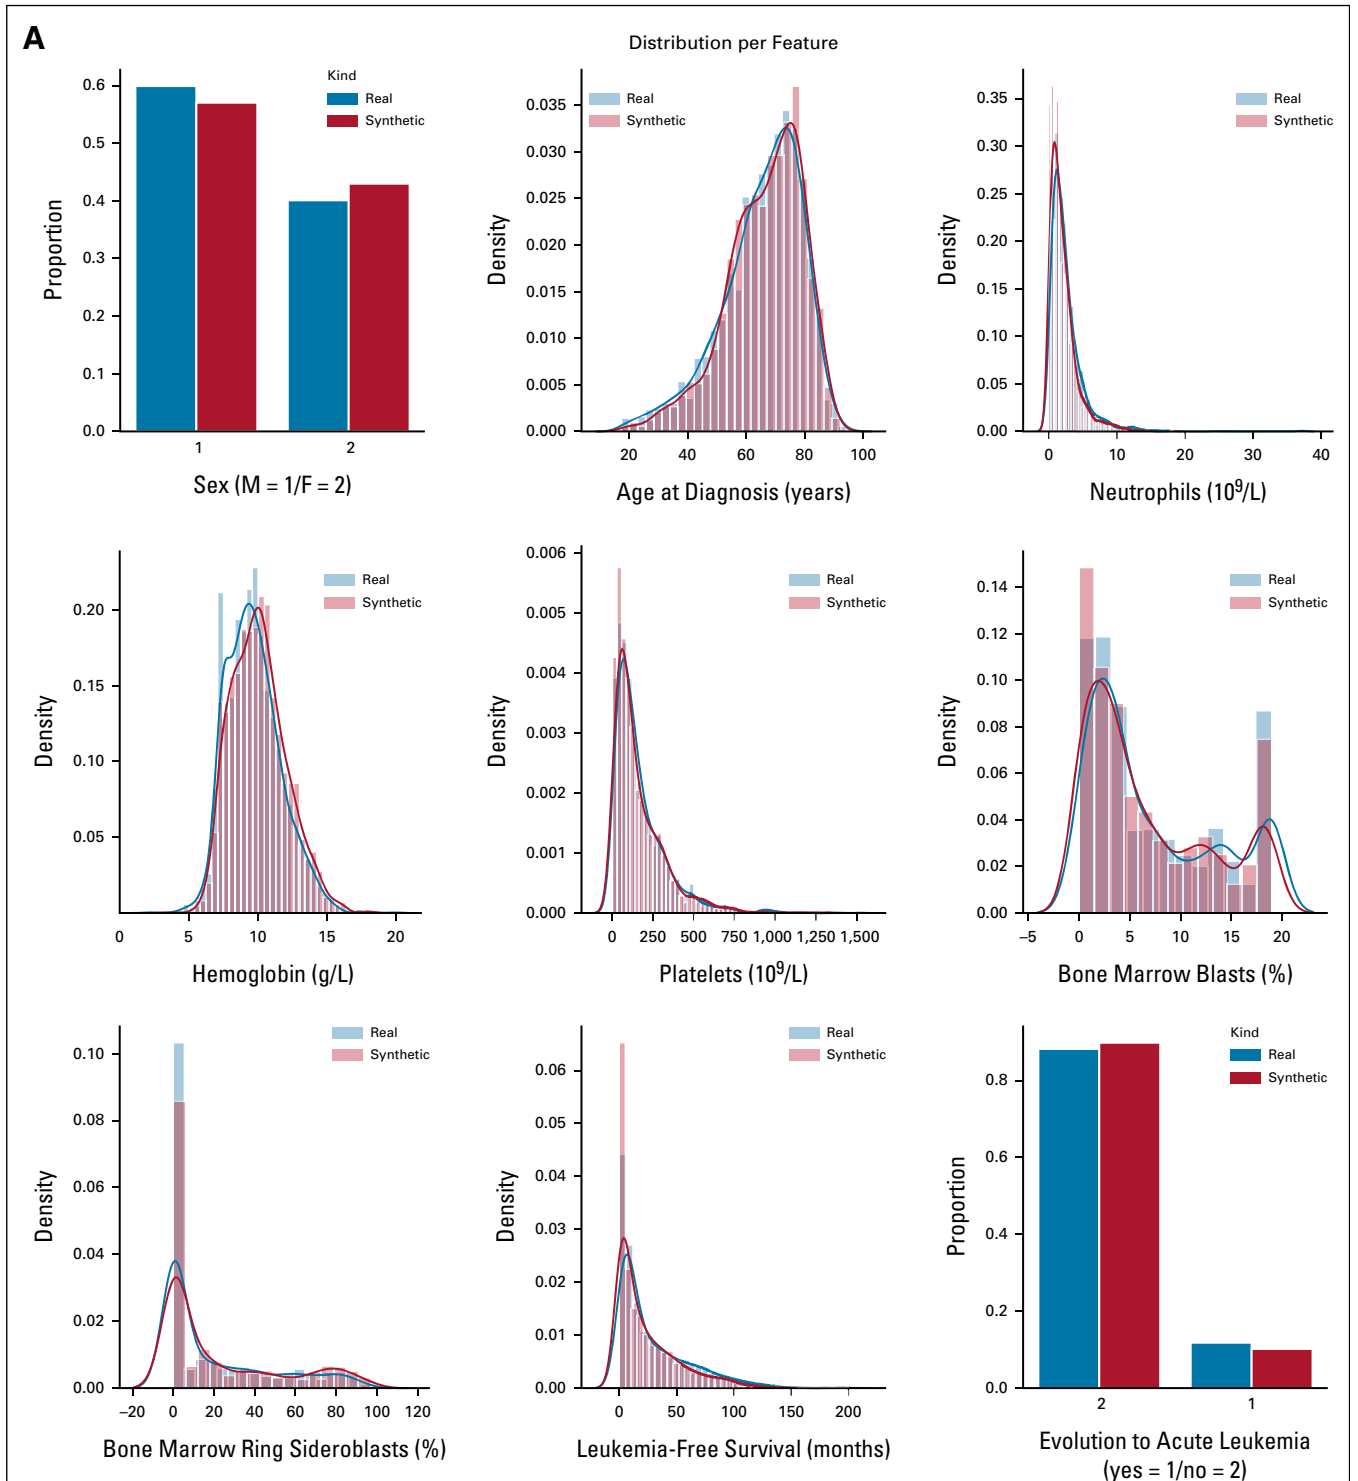 A
Distribution per Feature
Proportion
0.6
0.5
0.4
0.3
0.2
0.1
0.0
Kind
Real
Synthetic
1 2
Sex (M = 1/F = 2)
Density
0.035
0.030
0.025
0.020
0.015
0.010
0.005
0.000
Real
Synthetic
20 40 60 80 100
Age at Diagnosis (years)
Density
0.35
0.30
0.25
0.20
0.15
0.10
0.05
0.00
Real
Synthetic
0 10 20 30 40
Neutrophils (10⁹/L)
Density
0.20
0.15
0.10
0.05
Real
Synthetic
0 5 10 15 20
Hemoglobin (g/L)
Density
0.006
0.005
0.004
0.003
0.002
0.001
0.000
Real
Synthetic
0 250 500 750 1,000 1,250 1,500
Platelets (10⁹/L)
Density
0.14
0.12
0.10
0.08
0.06
0.04
0.02
0.00
Real
Synthetic
–5 0 5 10 15 20
Bone Marrow Blasts (%)
Density
0.10
0.08
0.06
0.04
0.02
0.00
Real
Synthetic
–20 0 20 40 60 80 100 120
Bone Marrow Ring Sideroblasts (%)
Density
0.06
0.05
0.04
0.03
0.02
0.01
0.00
Real
Synthetic
0 50 100 150 200
Leukemia-Free Survival (months)
Proportion
0.8
0.6
0.4
0.2
0.0
Kind
Real
Synthetic
2 1
Evolution to Acute Leukemia
(yes = 1/no = 2)